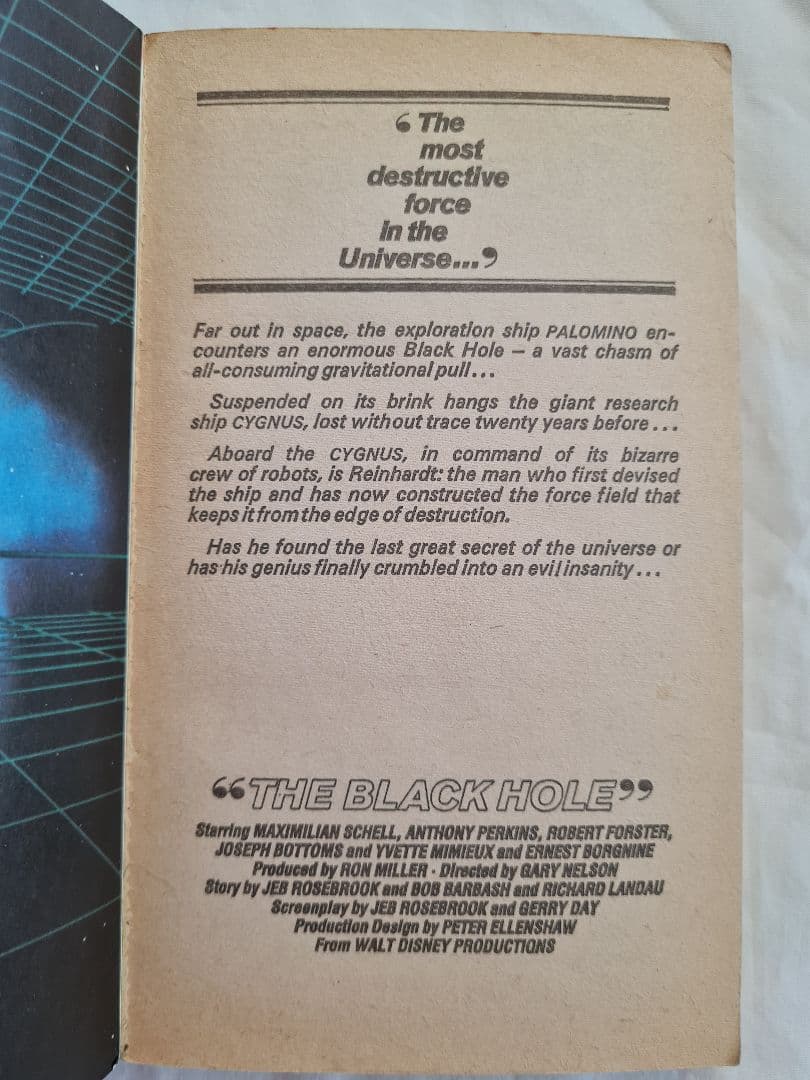 ‘The
most
destructive
force
in the
Universe...’
Far out in space, the exploration ship PALOMINO en-
counters an enormous Black Hole – a vast chasm of
all-consuming gravitational pull...
Suspended on its brink hangs the giant research
ship CYGNUS, lost without trace twenty years before...
Aboard the CYGNUS, in command of its bizarre
crew of robots, is Reinhardt: the man who first devised
the ship and has now constructed the force field that
keeps it from the edge of destruction.
Has he found the last great secret of the universe or
has his genius finally crumbled into an evil insanity...
“THE BLACK HOLE”
Starring MAXIMILIAN SCHELL, ANTHONY PERKINS, ROBERT FORSTER,
JOSEPH BOTTOMS and YVETTE MIMIEUX and ERNEST BORGNINE
Produced by RON MILLER · Directed by GARY NELSON
Story by JEB ROSEBROOK and BOB BARBASH and RICHARD LANDAU
Screenplay by JEB ROSEBROOK and GERRY DAY
Production Design by PETER ELLENSHAW
From WALT DISNEY PRODUCTIONS